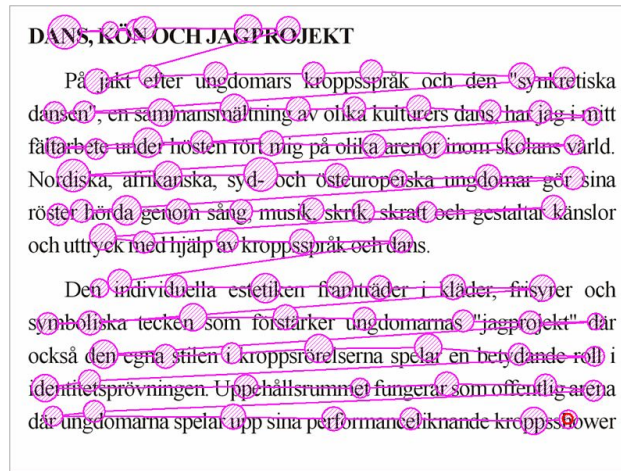 DANS, KÖN OCH JAGPROJEKT
På jakt efter ungdomars kroppsspråk och den "synkretiska
dansen", en sammansmältning av olika kulturers dans, har jag i mitt
fältarbete under hösten rört mig på olika arenor inom skolans värld.
Nordiska, afrikanska, syd- och östeuropeiska ungdomar gör sina
röster hörda genom sång, musik, skrik, skratt och gestaltar känslor
och uttryck med hjälp av kroppsspråk och dans.
Den individuella estetiken framträder i kläder, frisyrer och
symboliska tecken som förstärker ungdomarnas "jagprojekt" där
också den egna stilen i kroppsrörelserna spelar en betydande roll i
identitetsprövningen. Uppehållsrummet fungerar som offentlig arena
där ungdomarna spelar upp sina performanceliknande kroppsshower